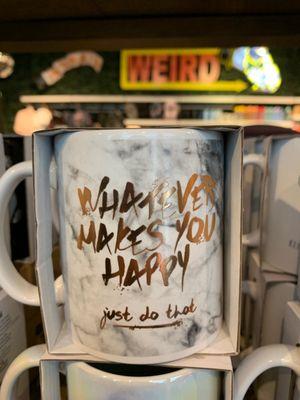 WEIRD
WHATEVER
MAKES YOU
HAPPY
just do that